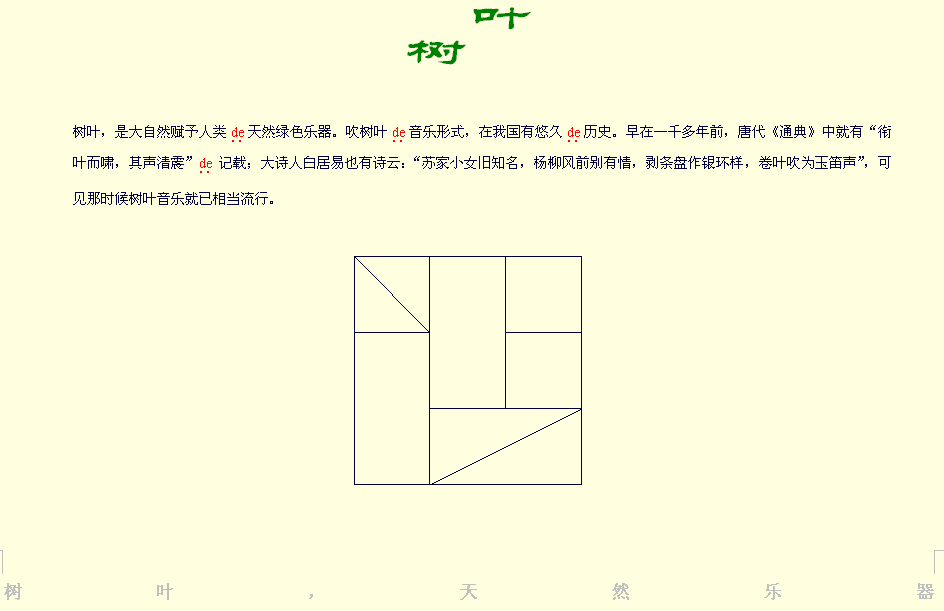 叶
树
树叶，是大自然赋予人类 de 天然绿色乐器。吹树叶 de 音乐形式，在我国有悠久 de 历史。早在一千多年前，唐代《通典》中就有“衔
叶而啸，其声清震”de 记载；大诗人白居易也有诗云：“苏家小女旧知名，杨柳风前别有情，剥条盘作银环样，卷叶吹为玉笛声”，可
见那时候树叶音乐就已相当流行。
树叶，天然乐器